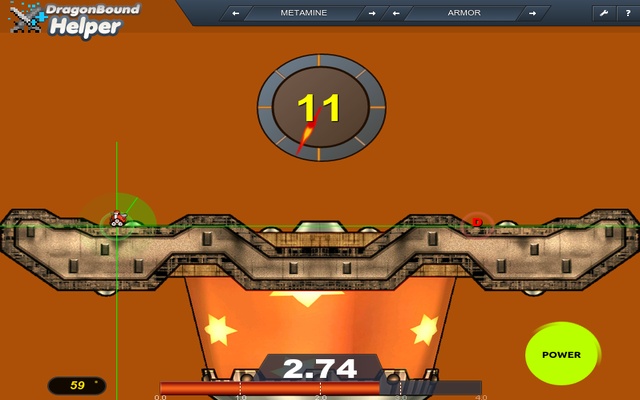 DragonBound
Helper
← METAMINE →
← ARMOR →
?
11
D
2.74
59 °
POWER
0.0 1.0 2.0 3.0 4.0